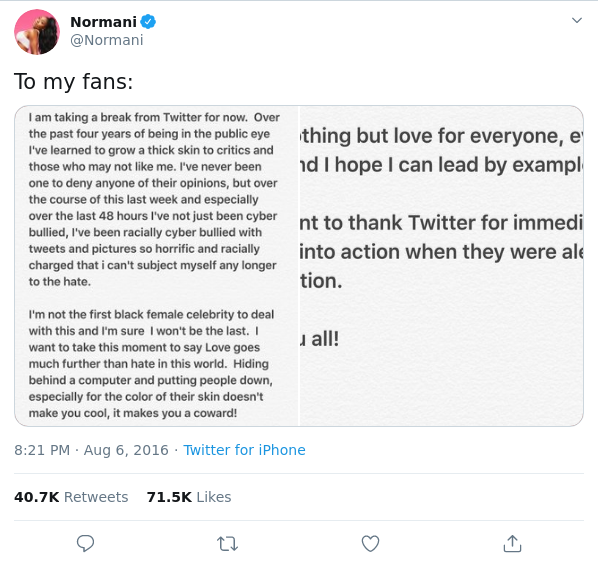 Normani
@Normani
To my fans:
I am taking a break from Twitter for now.  Over
the past four years of being in the public eye
I've learned to grow a thick skin to critics and
those who may not like me. I've never been
one to deny anyone of their opinions, but over
the course of this last week and especially
over the last 48 hours I've not just been cyber
bullied, I've been racially cyber bullied with
tweets and pictures so horrific and racially
charged that i can't subject myself any longer
to the hate.
I'm not the first black female celebrity to deal
with this and I'm sure  I won't be the last.  I
want to take this moment to say Love goes
much further than hate in this world.  Hiding
behind a computer and putting people down,
especially for the color of their skin doesn't
make you cool, it makes you a coward!
thing but love for everyone, e
nd I hope I can lead by exampl
nt to thank Twitter for immedi
into action when they were ale
tion.
all!
8:21 PM · Aug 6, 2016 · Twitter for iPhone
40.7K Retweets 71.5K Likes